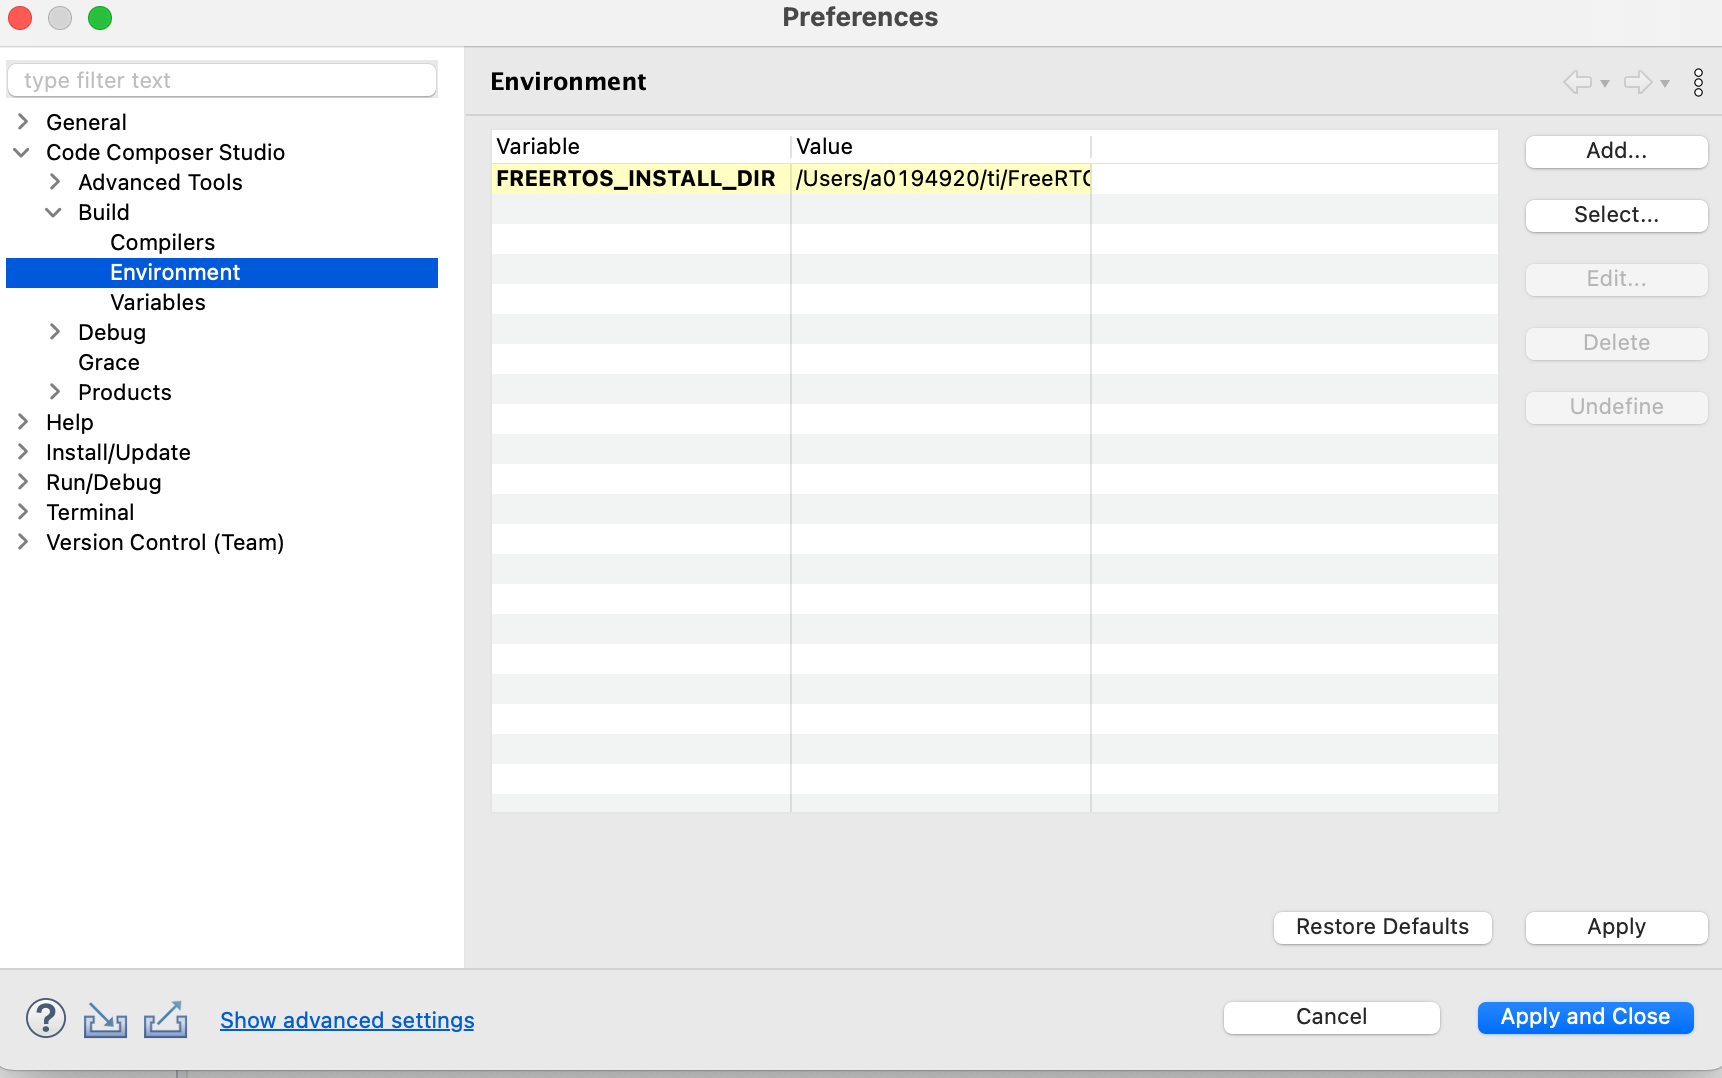 Preferences
type filter text
General
Code Composer Studio
Advanced Tools
Build
Compilers
Environment
Variables
Debug
Grace
Products
Help
Install/Update
Run/Debug
Terminal
Version Control (Team)
Environment
Variable Value
FREERTOS_INSTALL_DIR /Users/a0194920/ti/FreeRTO
Add...
Select...
Edit...
Delete
Undefine
Restore Defaults Apply
? Show advanced settings Cancel Apply and Close